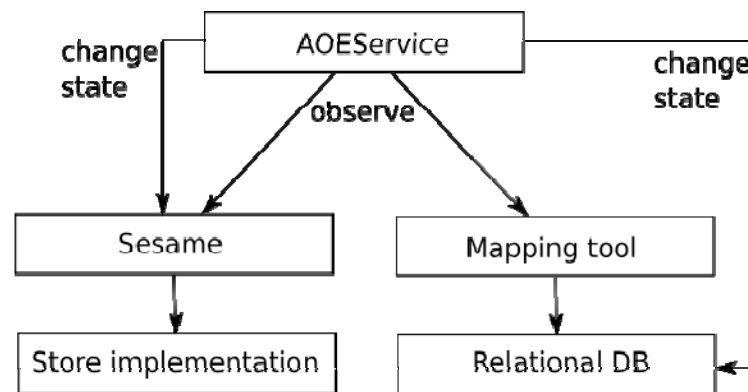 AOEService
change
state
change
state
observe
Sesame
Mapping tool
Store implementation
Relational DB